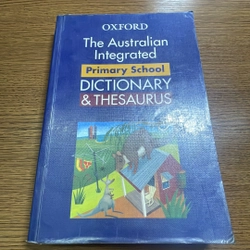 OXFORD
The Australian
Integrated
Primary School
DICTIONARY
& THESAURUS